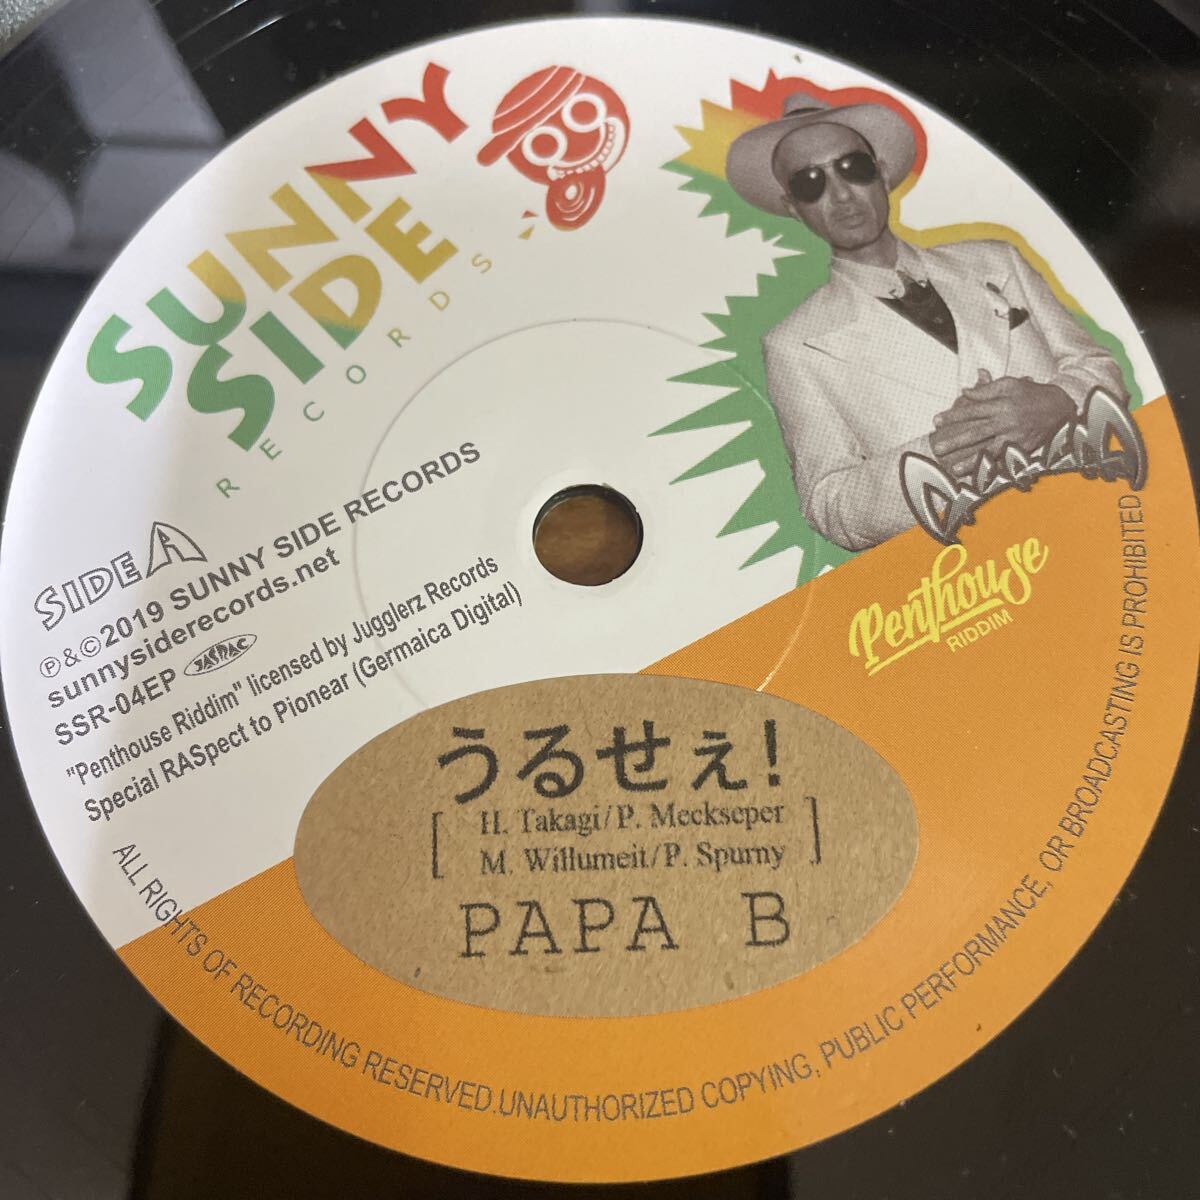 SUNNY
SIDE
RECORDS
SIDE A
Ⓟ&©2019 SUNNY SIDE RECORDS
sunnysiderecords.net
SSR-04EP JASRAC
"Penthouse Riddim" licensed by Jugglerz Records
Special RASpect to Pionear (Germaica Digital)
Penthouse
RIDDIM
うるせぇ!
[H. Takagi/P. Meckseper
M. Willumeit/P. Spurny]
PAPA B
ALL RIGHTS OF RECORDING RESERVED.UNAUTHORIZED COPYING, PUBLIC PERFORMANCE, OR BROADCASTING IS PROHIBITED